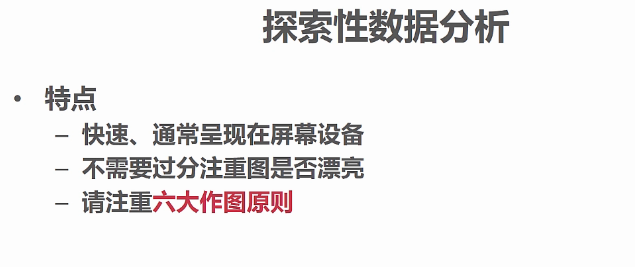 探索性数据分析
• 特点
– 快速、通常呈现在屏幕设备
– 不需要过分注重图是否漂亮
– 请注重六大作图原则